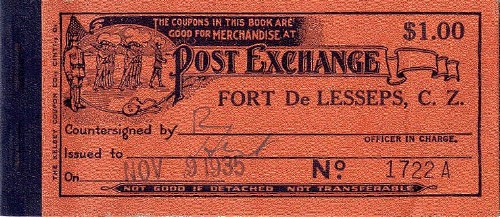 THE COUPONS IN THIS BOOK ARE
GOOD FOR MERCHANDISE AT
$1.00
POST EXCHANGE
FORT DE LESSEPS, C. Z.
Countersigned by
OFFICER IN CHARGE.
Issued to
On NOV 9 1935 No. 1722 A
NOT GOOD IF DETACHED NOT TRANSFERABLE